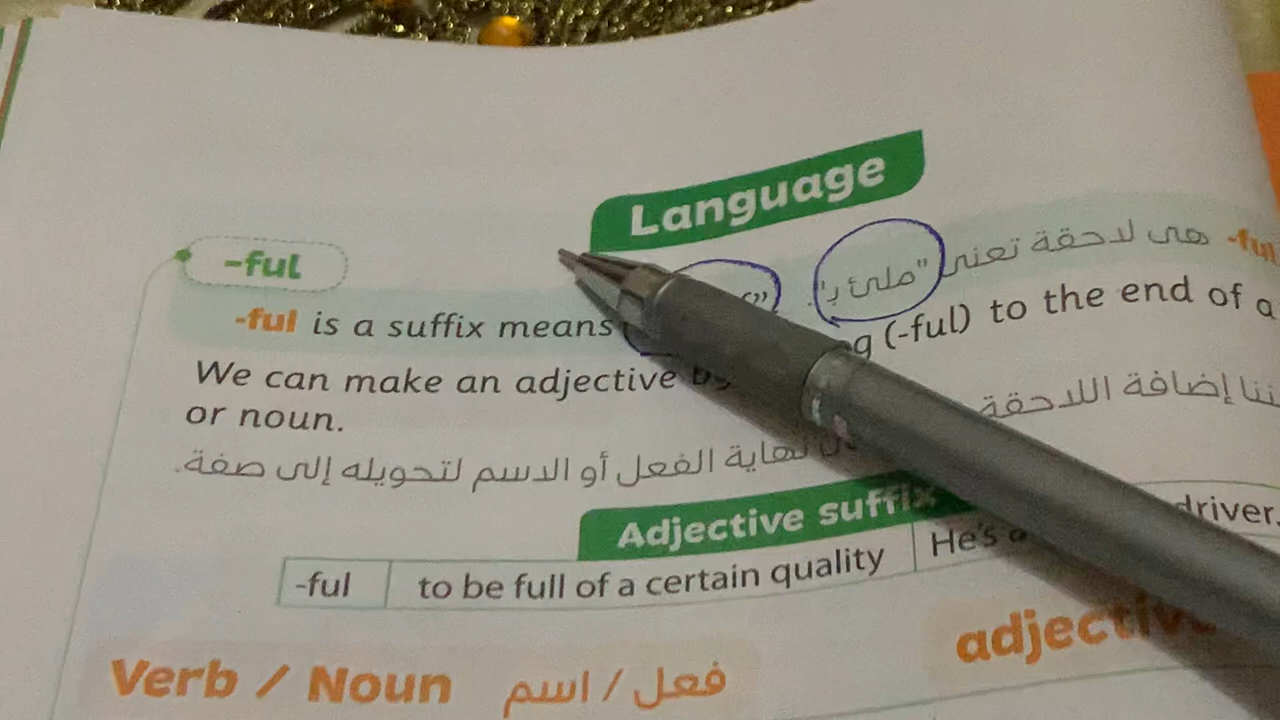 Language
-ful
-ful is a suffix means
-ful هى لاحقة تعنى "ملئ بـ".
We can make an adjective (-ful) to the end of a
or noun.
إضافة اللاحقة
نهاية الفعل أو الاسم لتحويله إلى صفة.
Adjective suffix
-ful to be full of a certain quality He's driver.
Verb / Noun فعل / اسم